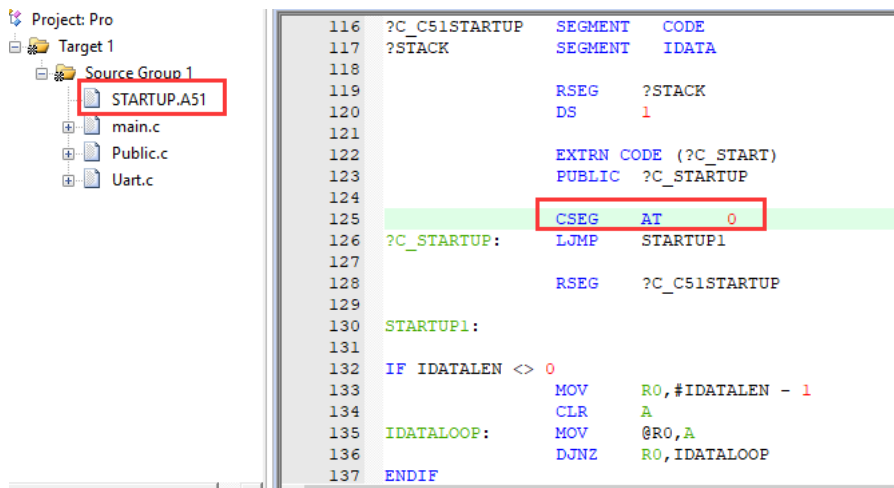 Project: Pro
Target 1
Source Group 1
STARTUP.A51
main.c
Public.c
Uart.c
116 ?C_C51STARTUP SEGMENT CODE
117 ?STACK SEGMENT IDATA
118
119 RSEG ?STACK
120 DS 1
121
122 EXTRN CODE (?C_START)
123 PUBLIC ?C_STARTUP
124
125 CSEG AT 0
126 ?C_STARTUP: LJMP STARTUP1
127
128 RSEG ?C_C51STARTUP
129
130 STARTUP1:
131
132 IF IDATALEN <> 0
133 MOV R0,#IDATALEN - 1
134 CLR A
135 IDATALOOP: MOV @R0,A
136 DJNZ R0,IDATALOOP
137 ENDIF